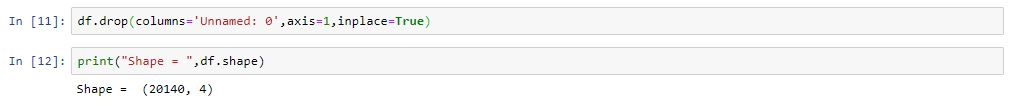 In [11]: df.drop(columns='Unnamed: 0',axis=1,inplace=True)
In [12]: print("Shape = ",df.shape)
Shape =  (20140, 4)